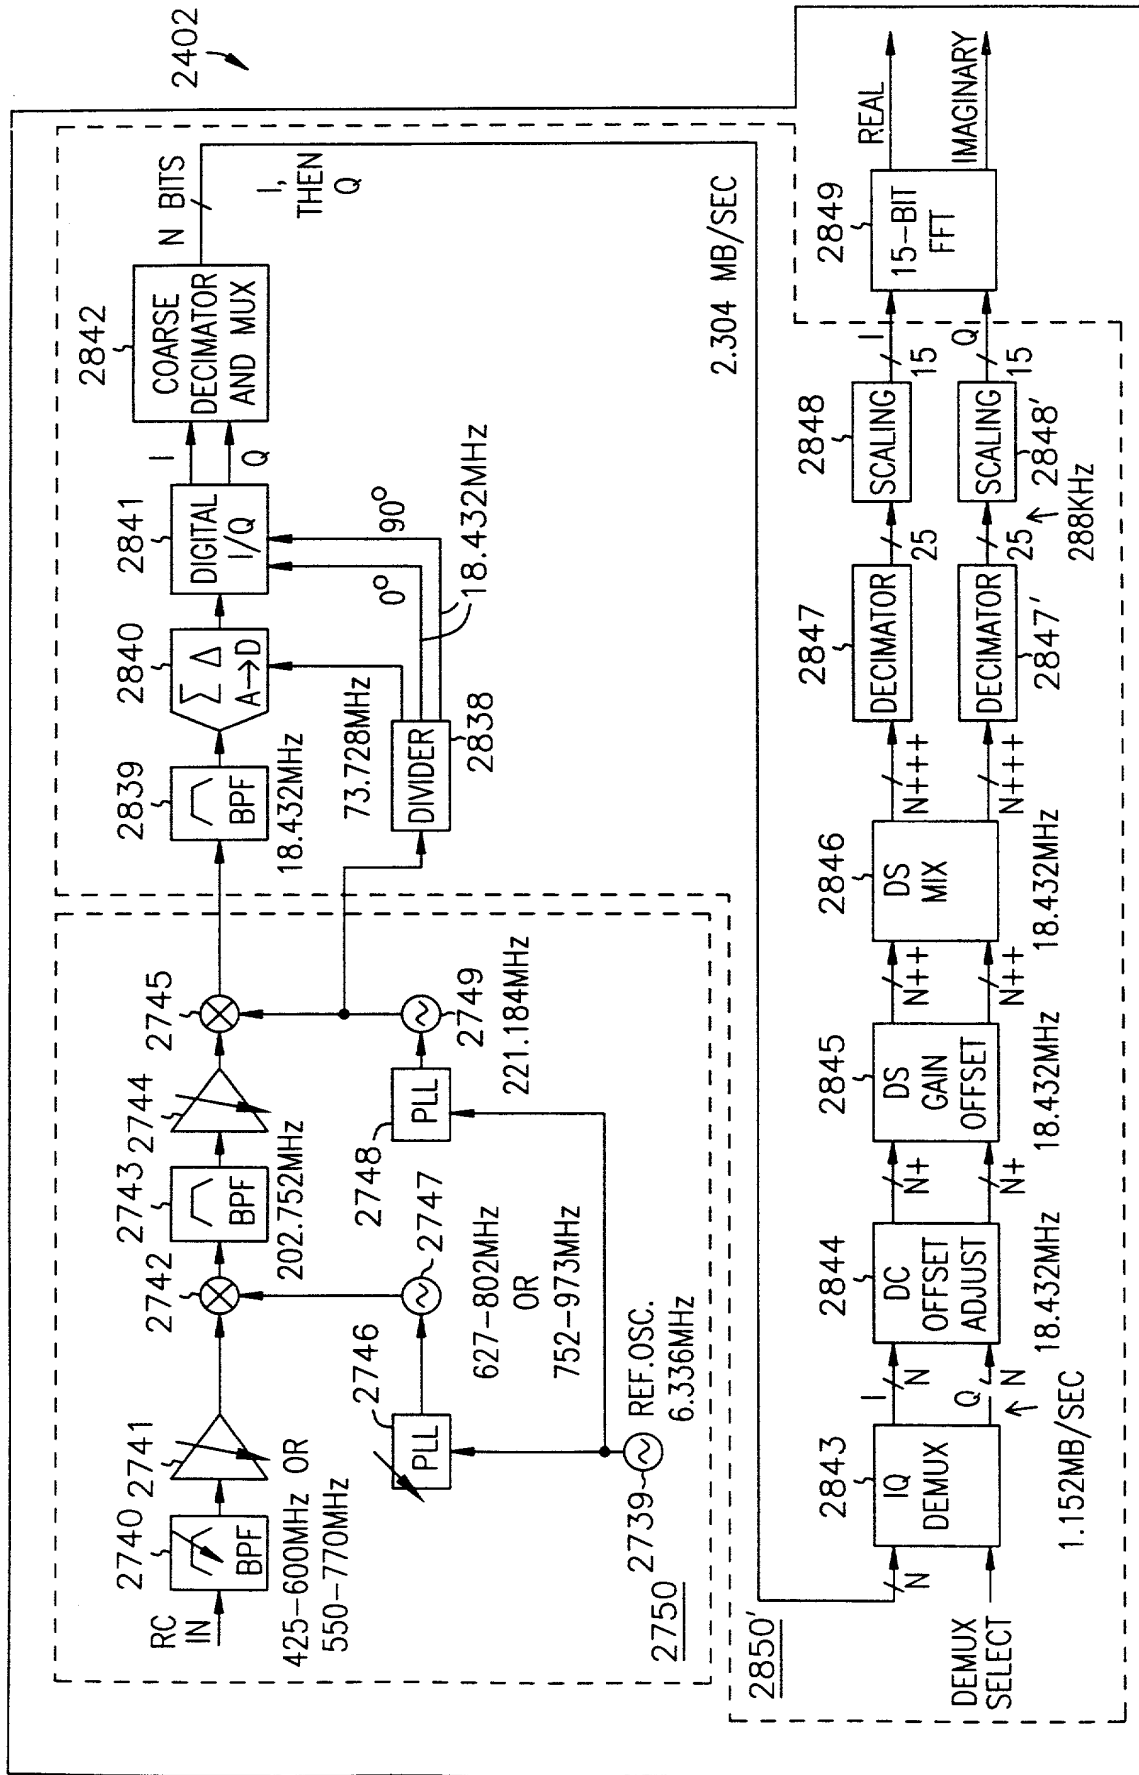 2402
RC
IN
2740
BPF
425–600MHz OR
550–770MHz
2741
2742
2743
BPF
202.752MHz
2744
2745
2746
PLL
2747
627–802MHz
OR
752–973MHz
2748
PLL
2749
221.184MHz
2739
REF.OSC.
6.336MHz
2750
2839
BPF
18.432MHz
2840
Σ Δ
A→D
2841
DIGITAL
I/Q
I
Q
2842
COARSE
DECIMATOR
AND MUX
N BITS
I,
THEN
Q
73.728MHz
DIVIDER
2838
0°
90°
18.432MHz
2.304 MB/SEC
2850'
DEMUX
SELECT
N
2843
IQ
DEMUX
1.152MB/SEC
I
N
Q
N
2844
DC
OFFSET
ADJUST
18.432MHz
N+
N+
2845
DS
GAIN
OFFSET
18.432MHz
N++
N++
2846
DS
MIX
18.432MHz
N+++
N+++
2847
DECIMATOR
DECIMATOR
2847'
25
25
288KHz
2848
SCALING
SCALING
2848'
I
15
Q
15
2849
15–BIT
FFT
REAL
IMAGINARY